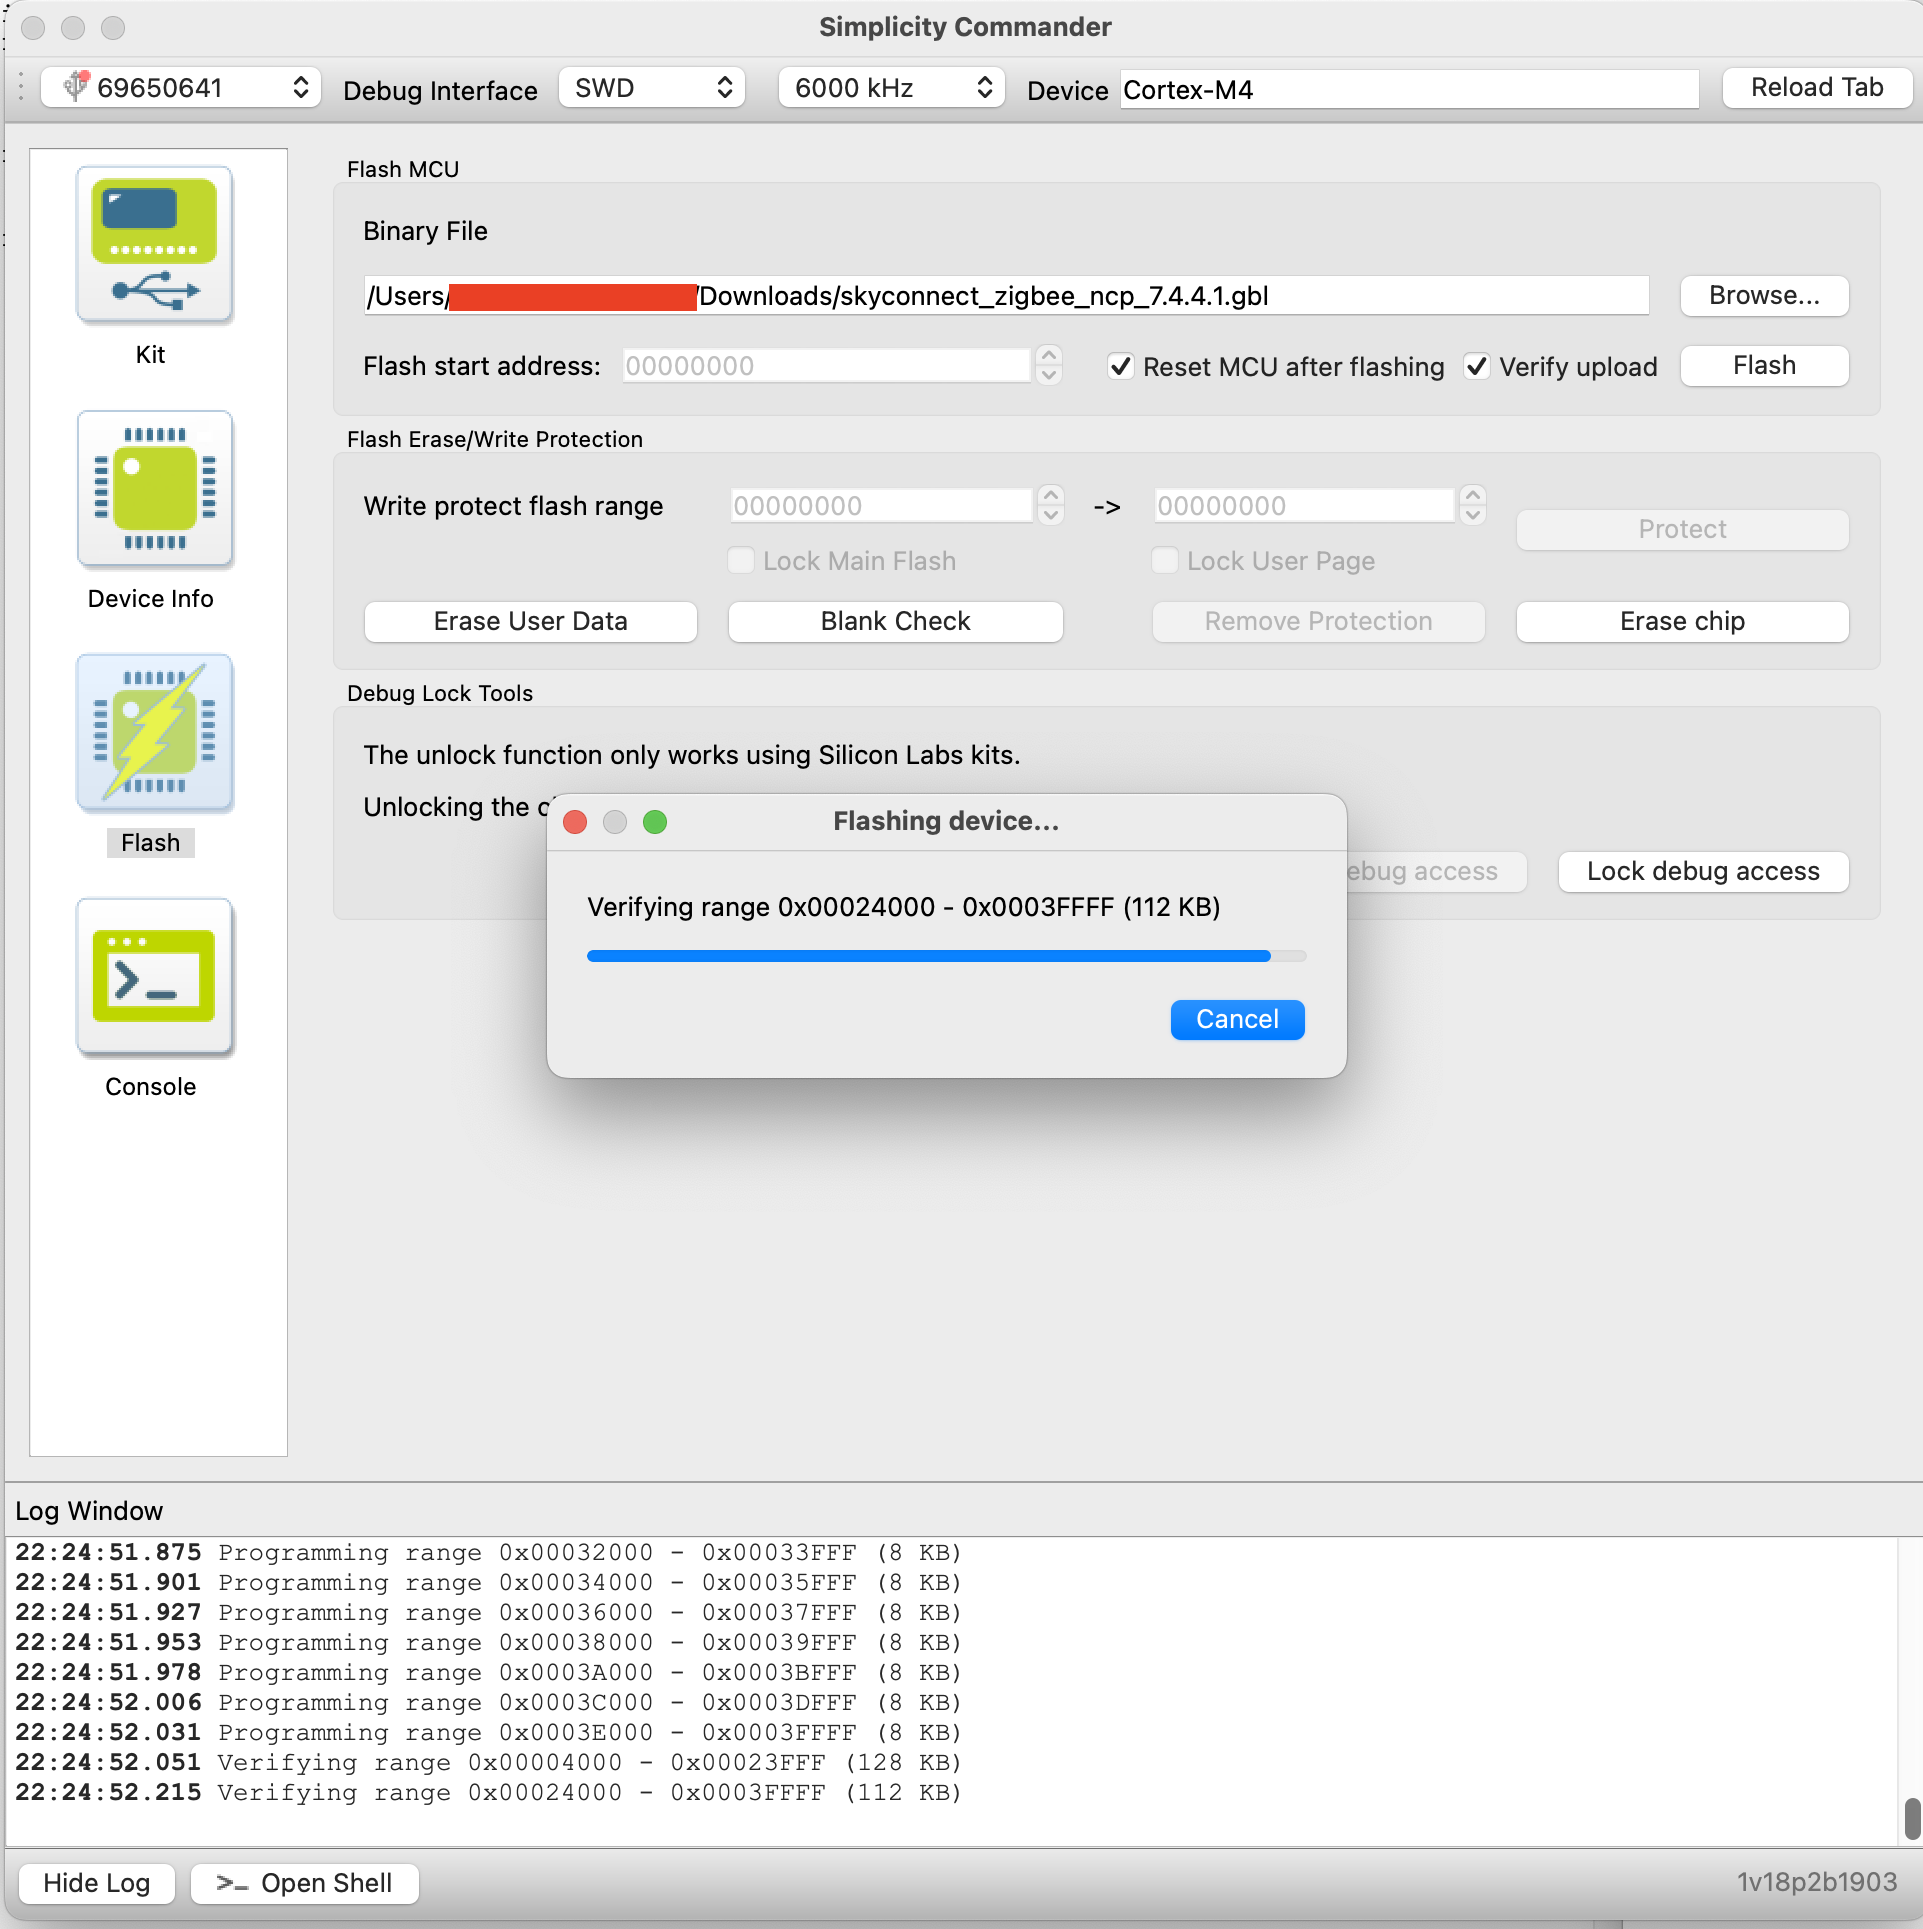 Simplicity Commander
69650641 Debug Interface SWD 6000 kHz Device Cortex-M4 Reload Tab
Kit
Device Info
Flash
Console
Flash MCU
Binary File
/Users/ /Downloads/skyconnect_zigbee_ncp_7.4.4.1.gbl Browse...
Flash start address: 00000000 Reset MCU after flashing Verify upload Flash
Flash Erase/Write Protection
Write protect flash range 00000000 -> 00000000 Protect
Lock Main Flash Lock User Page
Erase User Data Blank Check Remove Protection Erase chip
Debug Lock Tools
The unlock function only works using Silicon Labs kits.
Unlocking the
access Lock debug access
Flashing device...
Verifying range 0x00024000 - 0x0003FFFF (112 KB)
Cancel
Log Window
22:24:51.875 Programming range 0x00032000 - 0x00033FFF (8 KB)
22:24:51.901 Programming range 0x00034000 - 0x00035FFF (8 KB)
22:24:51.927 Programming range 0x00036000 - 0x00037FFF (8 KB)
22:24:51.953 Programming range 0x00038000 - 0x00039FFF (8 KB)
22:24:51.978 Programming range 0x0003A000 - 0x0003BFFF (8 KB)
22:24:52.006 Programming range 0x0003C000 - 0x0003DFFF (8 KB)
22:24:52.031 Programming range 0x0003E000 - 0x0003FFFF (8 KB)
22:24:52.051 Verifying range 0x00004000 - 0x00023FFF (128 KB)
22:24:52.215 Verifying range 0x00024000 - 0x0003FFFF (112 KB)
Hide Log >_ Open Shell 1v18p2b1903